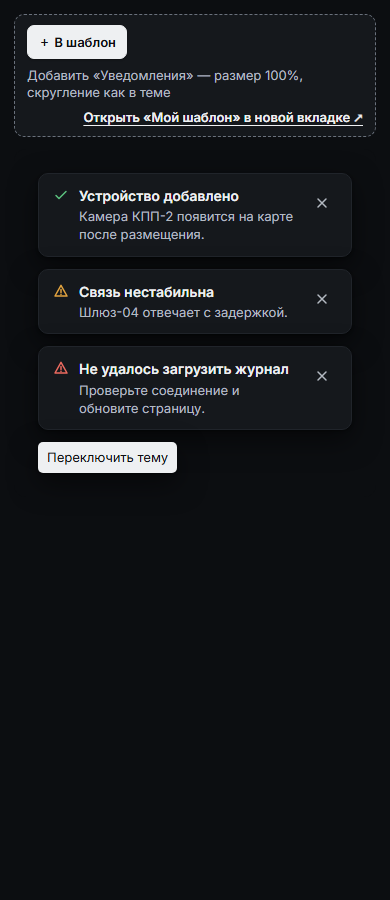 + В шаблон
Добавить «Уведомления» — размер 100%,
скругление как в теме
Открыть «Мой шаблон» в новой вкладке ↗
Устройство добавлено
Камера КПП-2 появится на карте
после размещения.
Связь нестабильна
Шлюз-04 отвечает с задержкой.
Не удалось загрузить журнал
Проверьте соединение и
обновите страницу.
Переключить тему